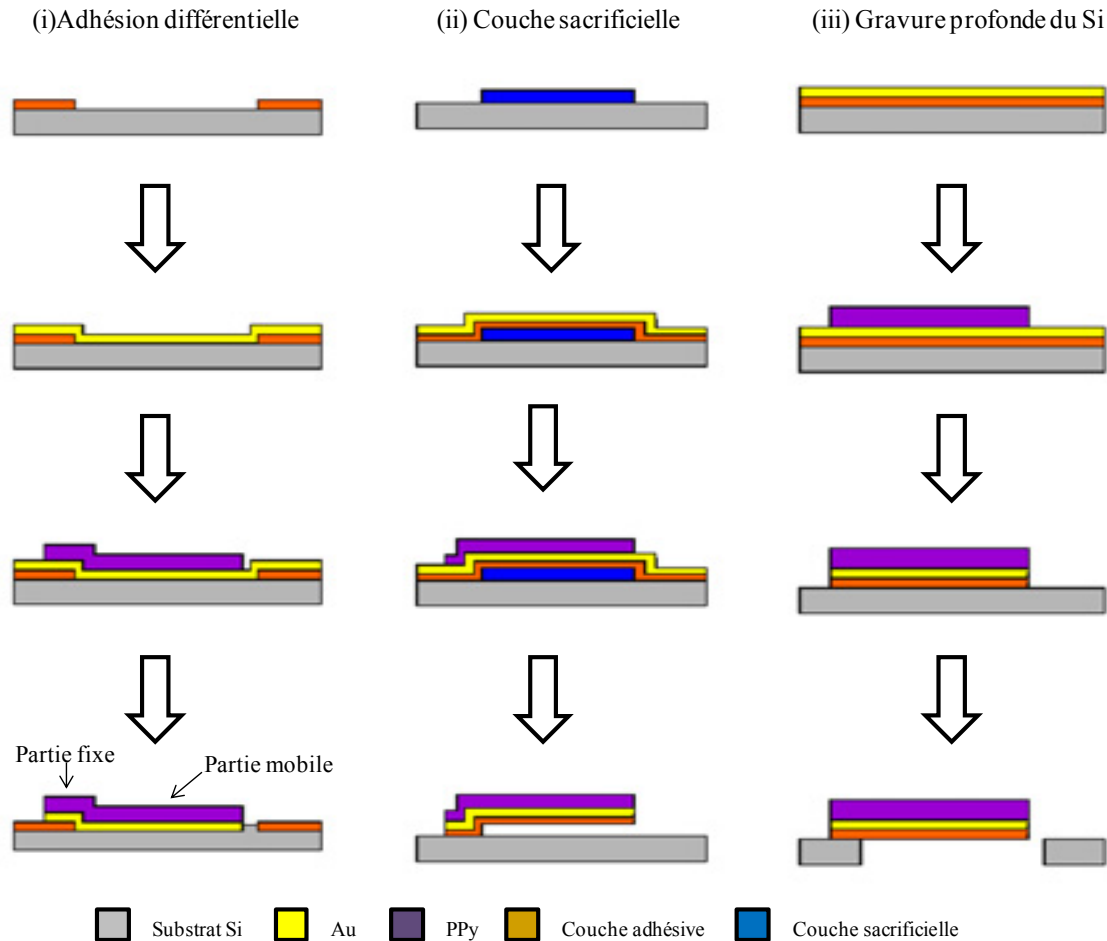 (i)Adhésion différentielle
(ii) Couche sacrificielle
(iii) Gravure profonde du Si
Partie fixe
Partie mobile
Substrat Si
Au
PPy
Couche adhésive
Couche sacrificielle